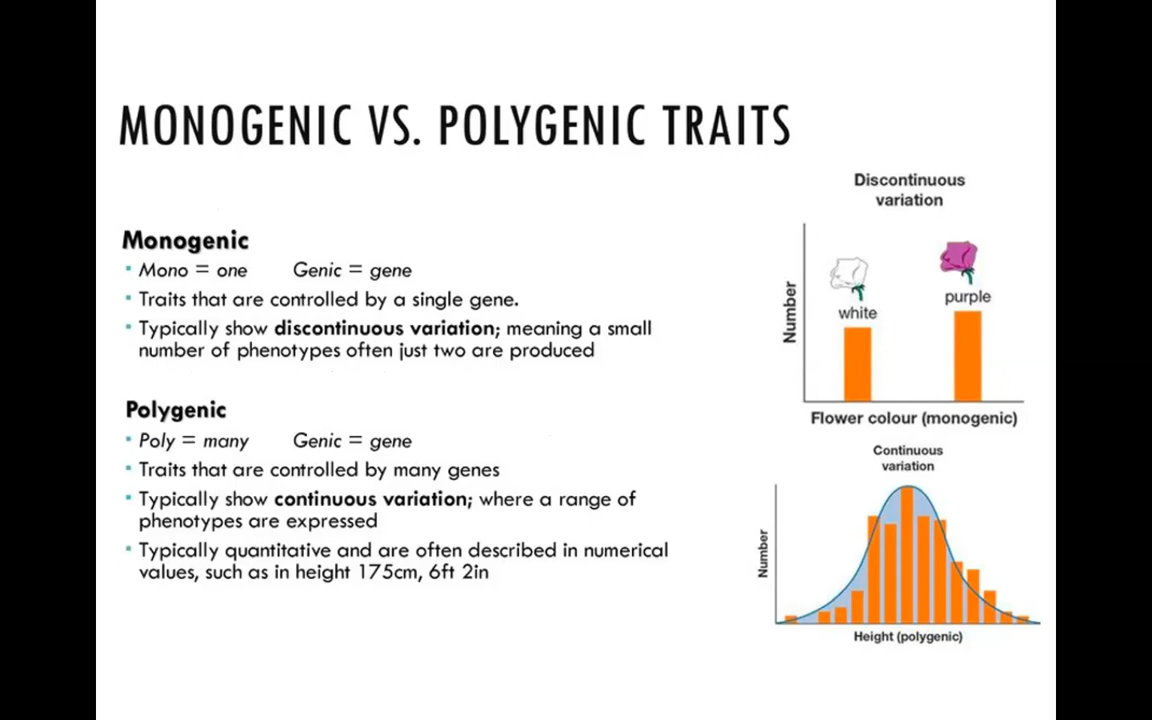 MONOGENIC VS. POLYGENIC TRAITS
Monogenic
Mono = one Genic = gene
Traits that are controlled by a single gene.
Typically show discontinuous variation; meaning a small
number of phenotypes often just two are produced
Polygenic
Poly = many Genic = gene
Traits that are controlled by many genes
Typically show continuous variation; where a range of
phenotypes are expressed
Typically quantitative and are often described in numerical
values, such as in height 175cm, 6ft 2in
Discontinuous
variation
Number
white
purple
Flower colour (monogenic)
Continuous
variation
Number
Height (polygenic)